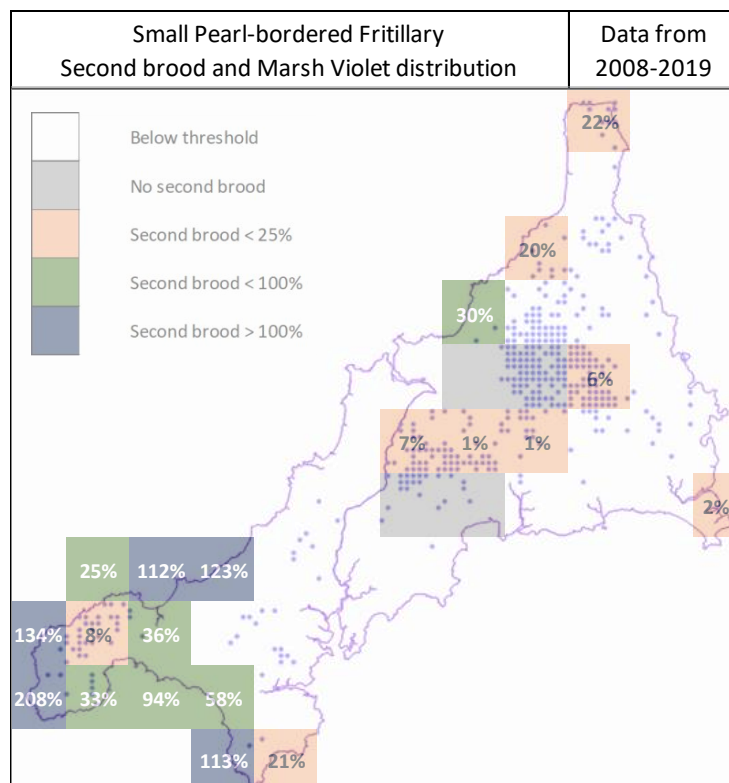 Small Pearl-bordered Fritillary
Second brood and Marsh Violet distribution
Data from
2008-2019
Below threshold
No second brood
Second brood < 25%
Second brood < 100%
Second brood > 100%
22%
20%
30%
6%
7% 1% 1%
2%
25% 112% 123%
134% 8% 36%
208% 33% 94% 58%
113% 21%